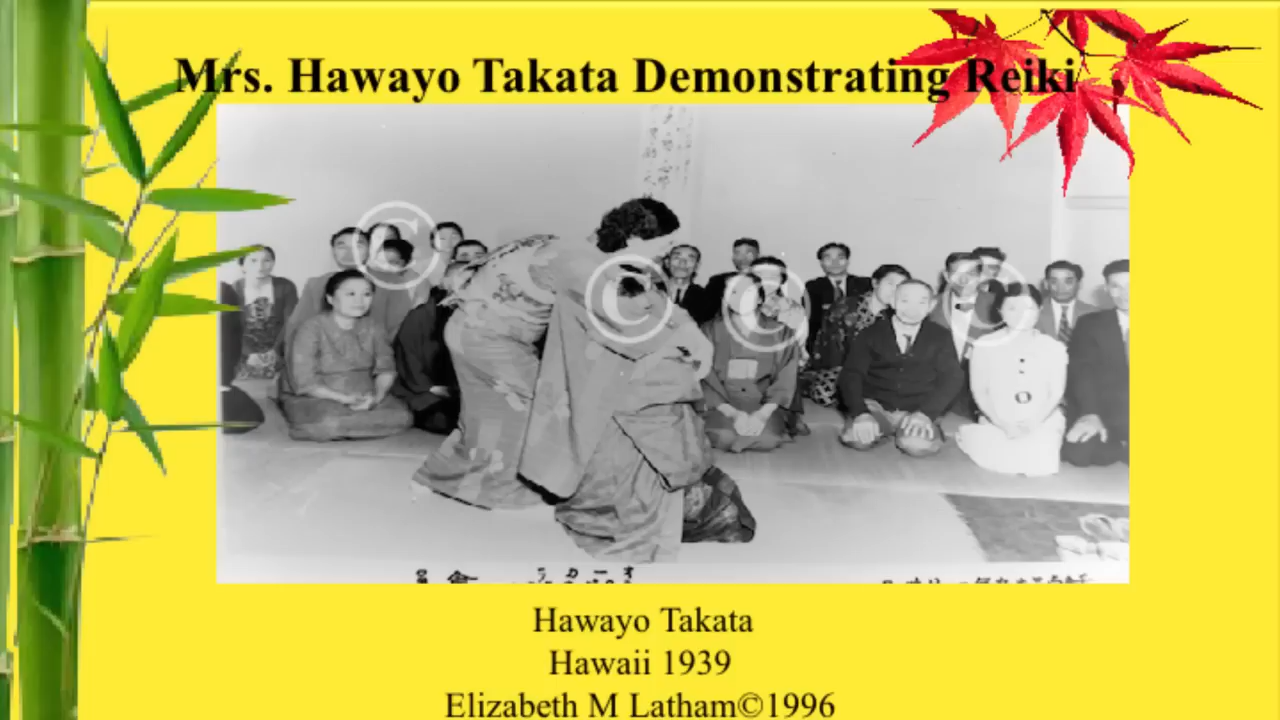 Mrs. Hawayo Takata Demonstrating Reiki
© © © ©
Hawayo Takata
Hawaii 1939
Elizabeth M Latham©1996